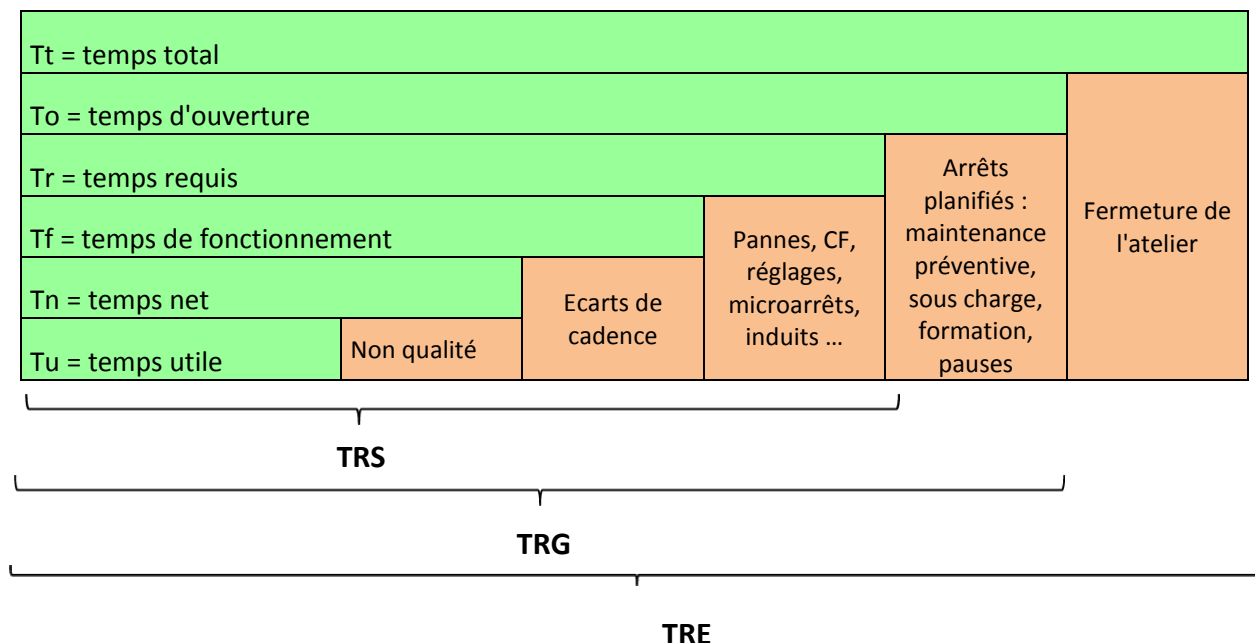 Tt = temps total
To = temps d'ouverture
Tr = temps requis
Arrêts
planifiés :
maintenance
préventive,
sous charge,
formation,
pauses
Fermeture de
l'atelier
Tf = temps de fonctionnement
Pannes, CF,
réglages,
microarrêts,
induits ...
Tn = temps net
Ecarts de
cadence
Tu = temps utile
Non qualité
TRS
TRG
TRE